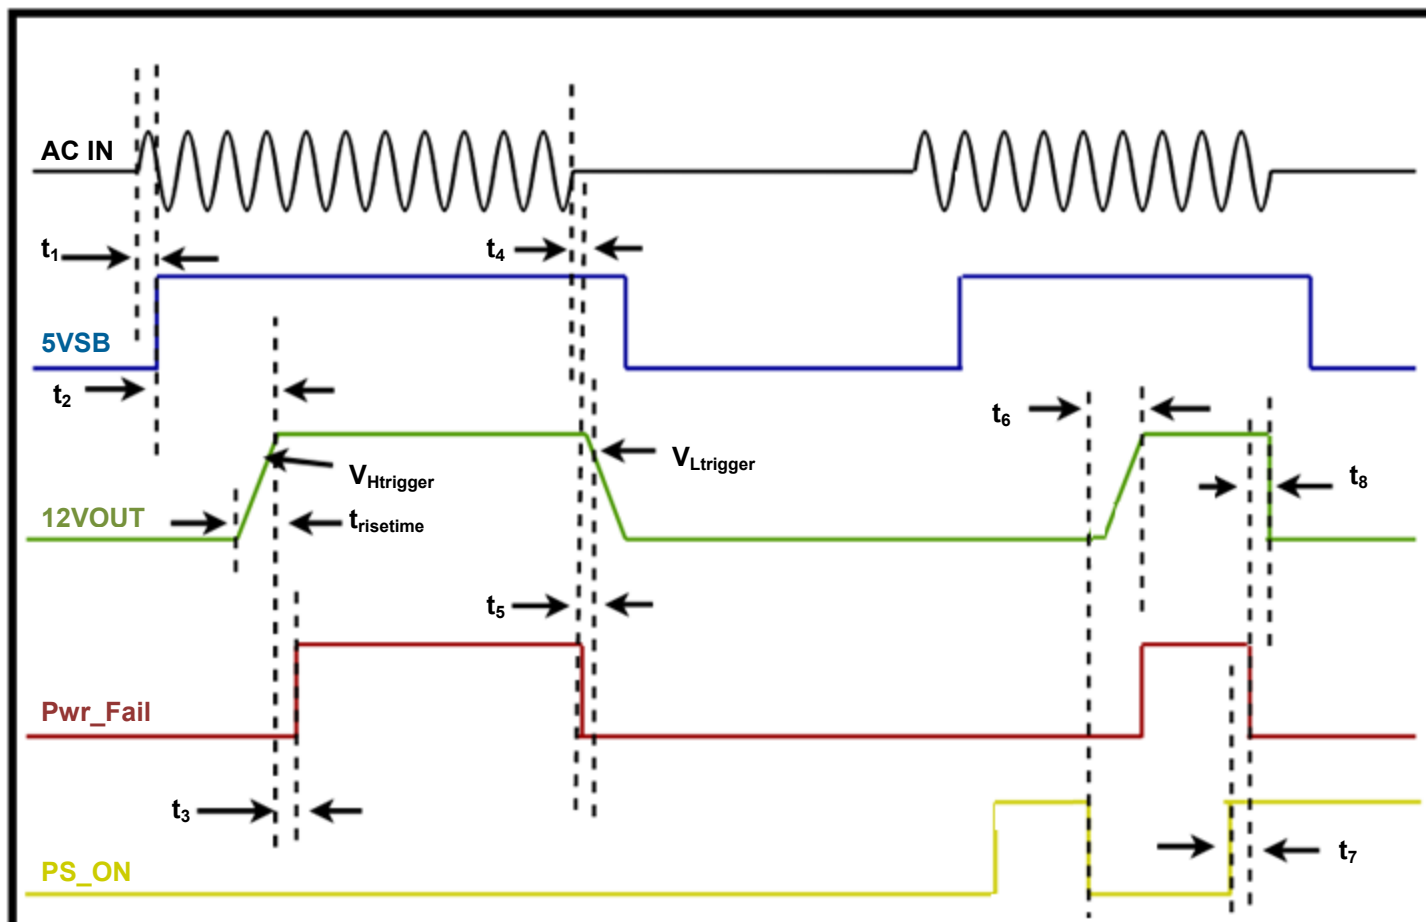 AC IN
t1
t4
5VSB
t2
t6
VHtrigger
VLtrigger
t8
12VOUT
trisetime
t5
Pwr_Fail
t3
t7
PS_ON